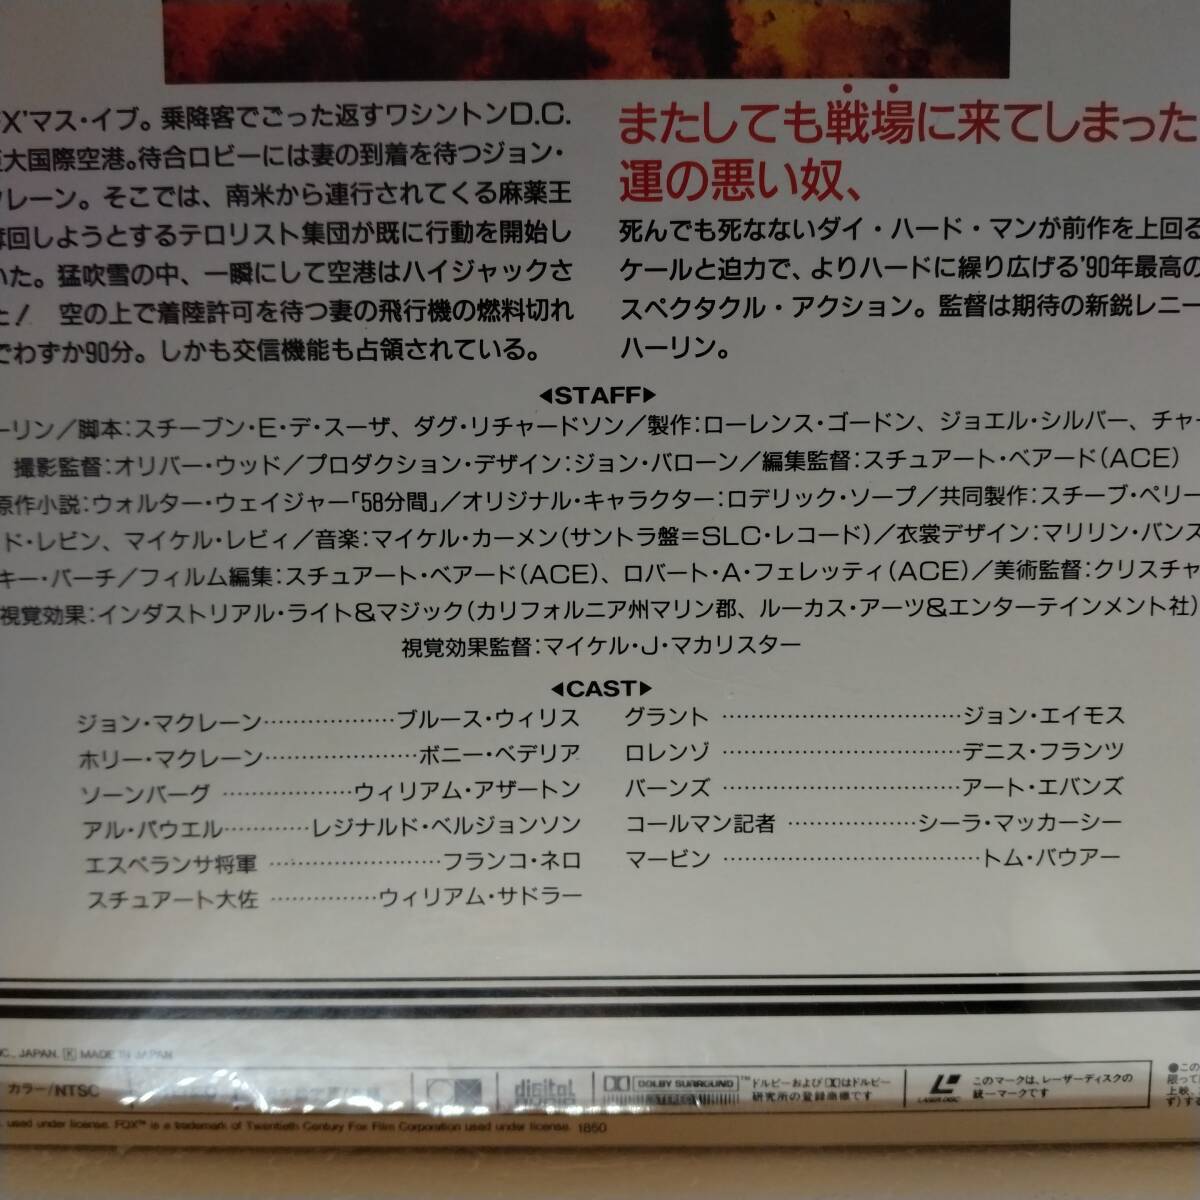 X'マス・イブ。乗降客でごった返すワシントンD.C.
大国際空港。待合ロビーには妻の到着を待つジョン・
クレーン。そこでは、南米から連行されてくる麻薬王
回しようとするテロリスト集団が既に行動を開始し
いた。猛吹雪の中、一瞬にして空港はハイジャックさ
た! 空の上で着陸許可を待つ妻の飛行機の燃料切れ
でわずか90分。しかも交信機能も占領されている。
またしても戦場に来てしまった
運の悪い奴、
死んでも死なないダイ・ハード・マンが前作を上回る
ケールと迫力で、よりハードに繰り広げる'90年最高の
スペクタクル・アクション。監督は期待の新鋭レニー
ハーリン。
◀STAFF▶
ーリン/脚本:スチーブン・E・デ・スーザ、ダグ・リチャードソン/製作:ローレンス・ゴードン、ジョエル・シルバー、チャー
撮影監督:オリバー・ウッド/プロダクション・デザイン:ジョン・バローン/編集監督:スチュアート・ベアード(ACE)
原作小説:ウォルター・ウェイジャー「58分間」/オリジナル・キャラクター:ロデリック・ソープ/共同製作:スチーブ・ペリー
ド・レビン、マイケル・レビィ/音楽:マイケル・カーメン(サントラ盤=SLC・レコード)/衣裳デザイン:マリリン・バンス
キー・バーチ/フィルム編集:スチュアート・ベアード(ACE)、ロバート・A・フェレッティ(ACE)/美術監督:クリスチャ
視覚効果:インダストリアル・ライト&マジック(カリフォルニア州マリン郡、ルーカス・アーツ&エンターテインメント社)
視覚効果監督:マイケル・J・マカリスター
◀CAST▶
ジョン・マクレーン………………ブルース・ウィリス
ホリー・マクレーン………………ボニー・ベデリア
ソーンバーグ………………ウィリアム・アザートン
アル・パウエル…………レジナルド・ベルジョンソン
エスペランサ将軍………………フランコ・ネロ
スチュアート大佐……………ウィリアム・サドラー
グラント………………ジョン・エイモス
ロレンゾ………………デニス・フランツ
バーンズ………………アート・エバンズ
コールマン記者………………シーラ・マッカーシー
マービン………………トム・バウアー
C., JAPAN. K MADE IN JAPAN
カラー/NTSC
digital
DOLBY SURROUND™
STEREO
ドルビー および DDはドルビー
研究所の登録商標です
LASER DISC
このマークは、レーザーディスクの
統一マークです
●この
限って
上映、
ず)する
used under license. FOX™ is a trademark of Twentieth Century Fox Film Corporation used under license. 1850